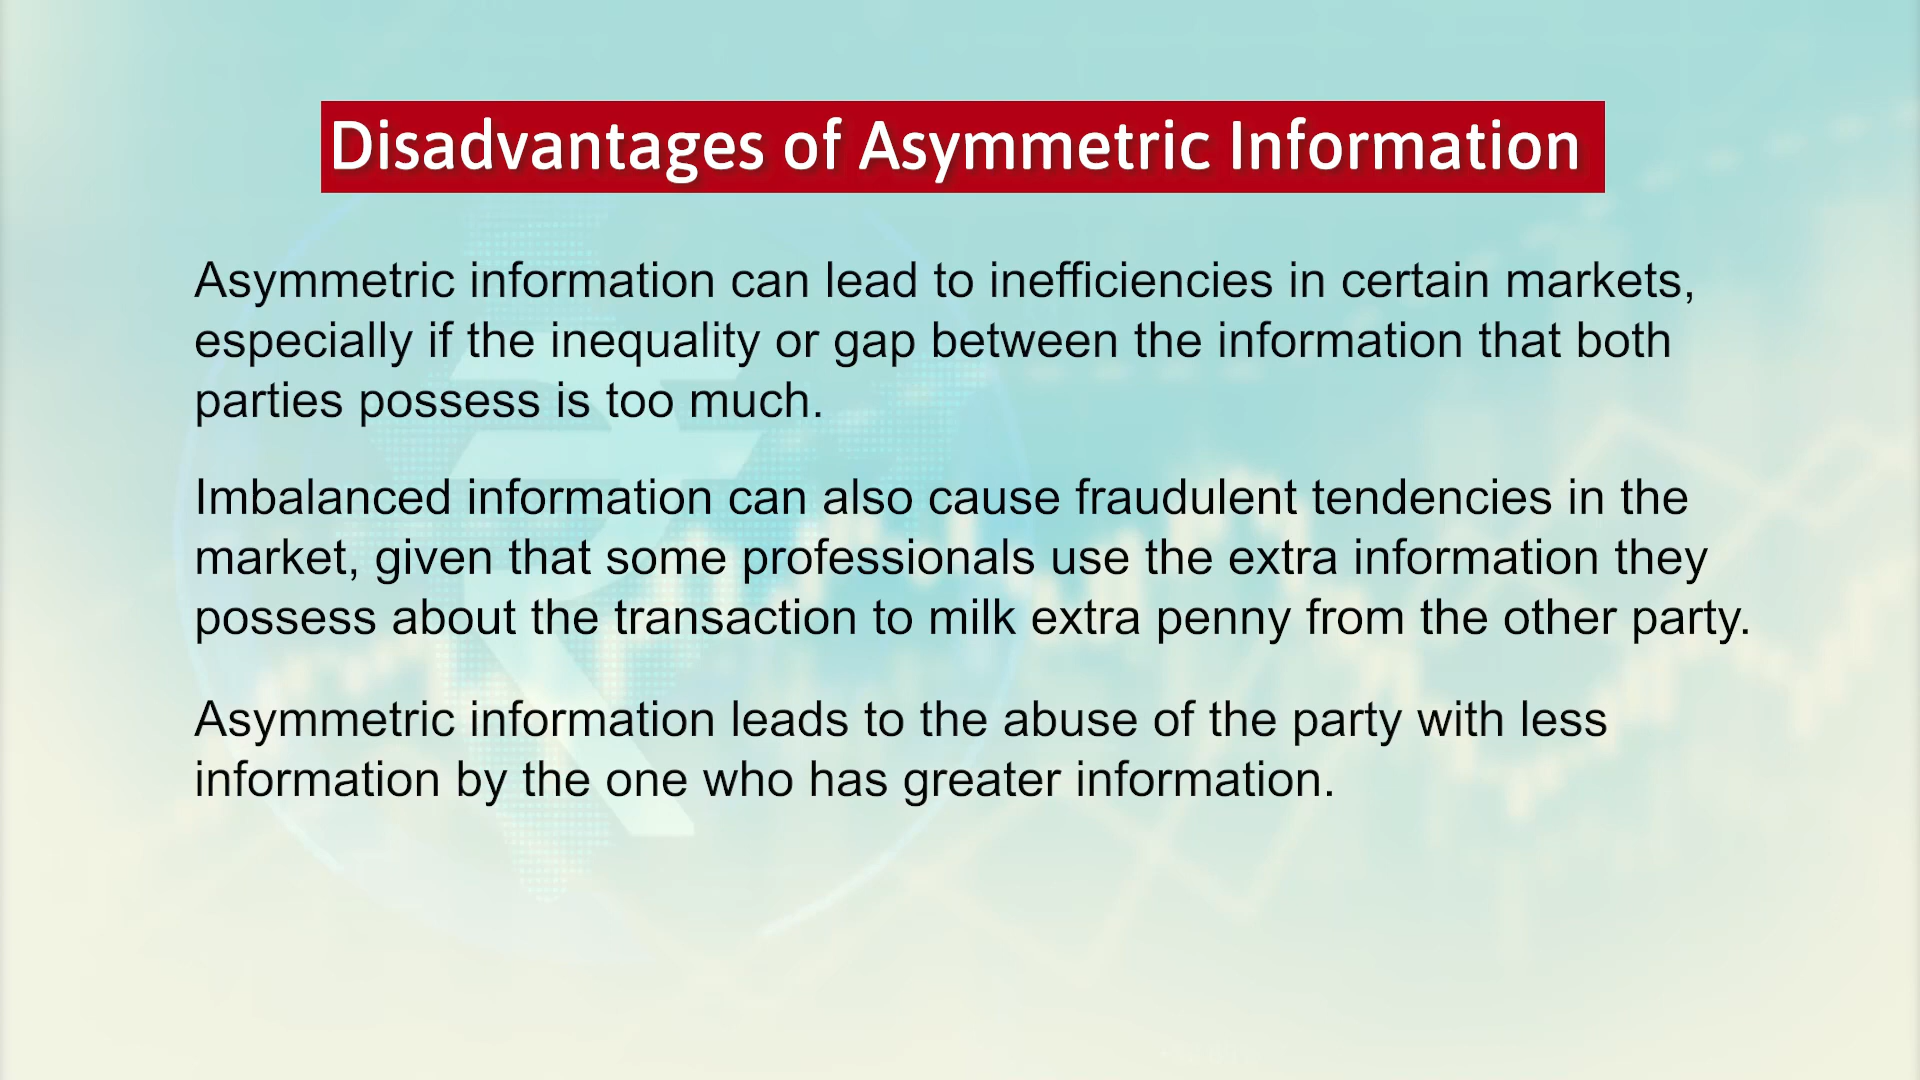 Disadvantages of Asymmetric Information
Asymmetric information can lead to inefficiencies in certain markets,
especially if the inequality or gap between the information that both
parties possess is too much.
Imbalanced information can also cause fraudulent tendencies in the
market, given that some professionals use the extra information they
possess about the transaction to milk extra penny from the other party.
Asymmetric information leads to the abuse of the party with less
information by the one who has greater information.